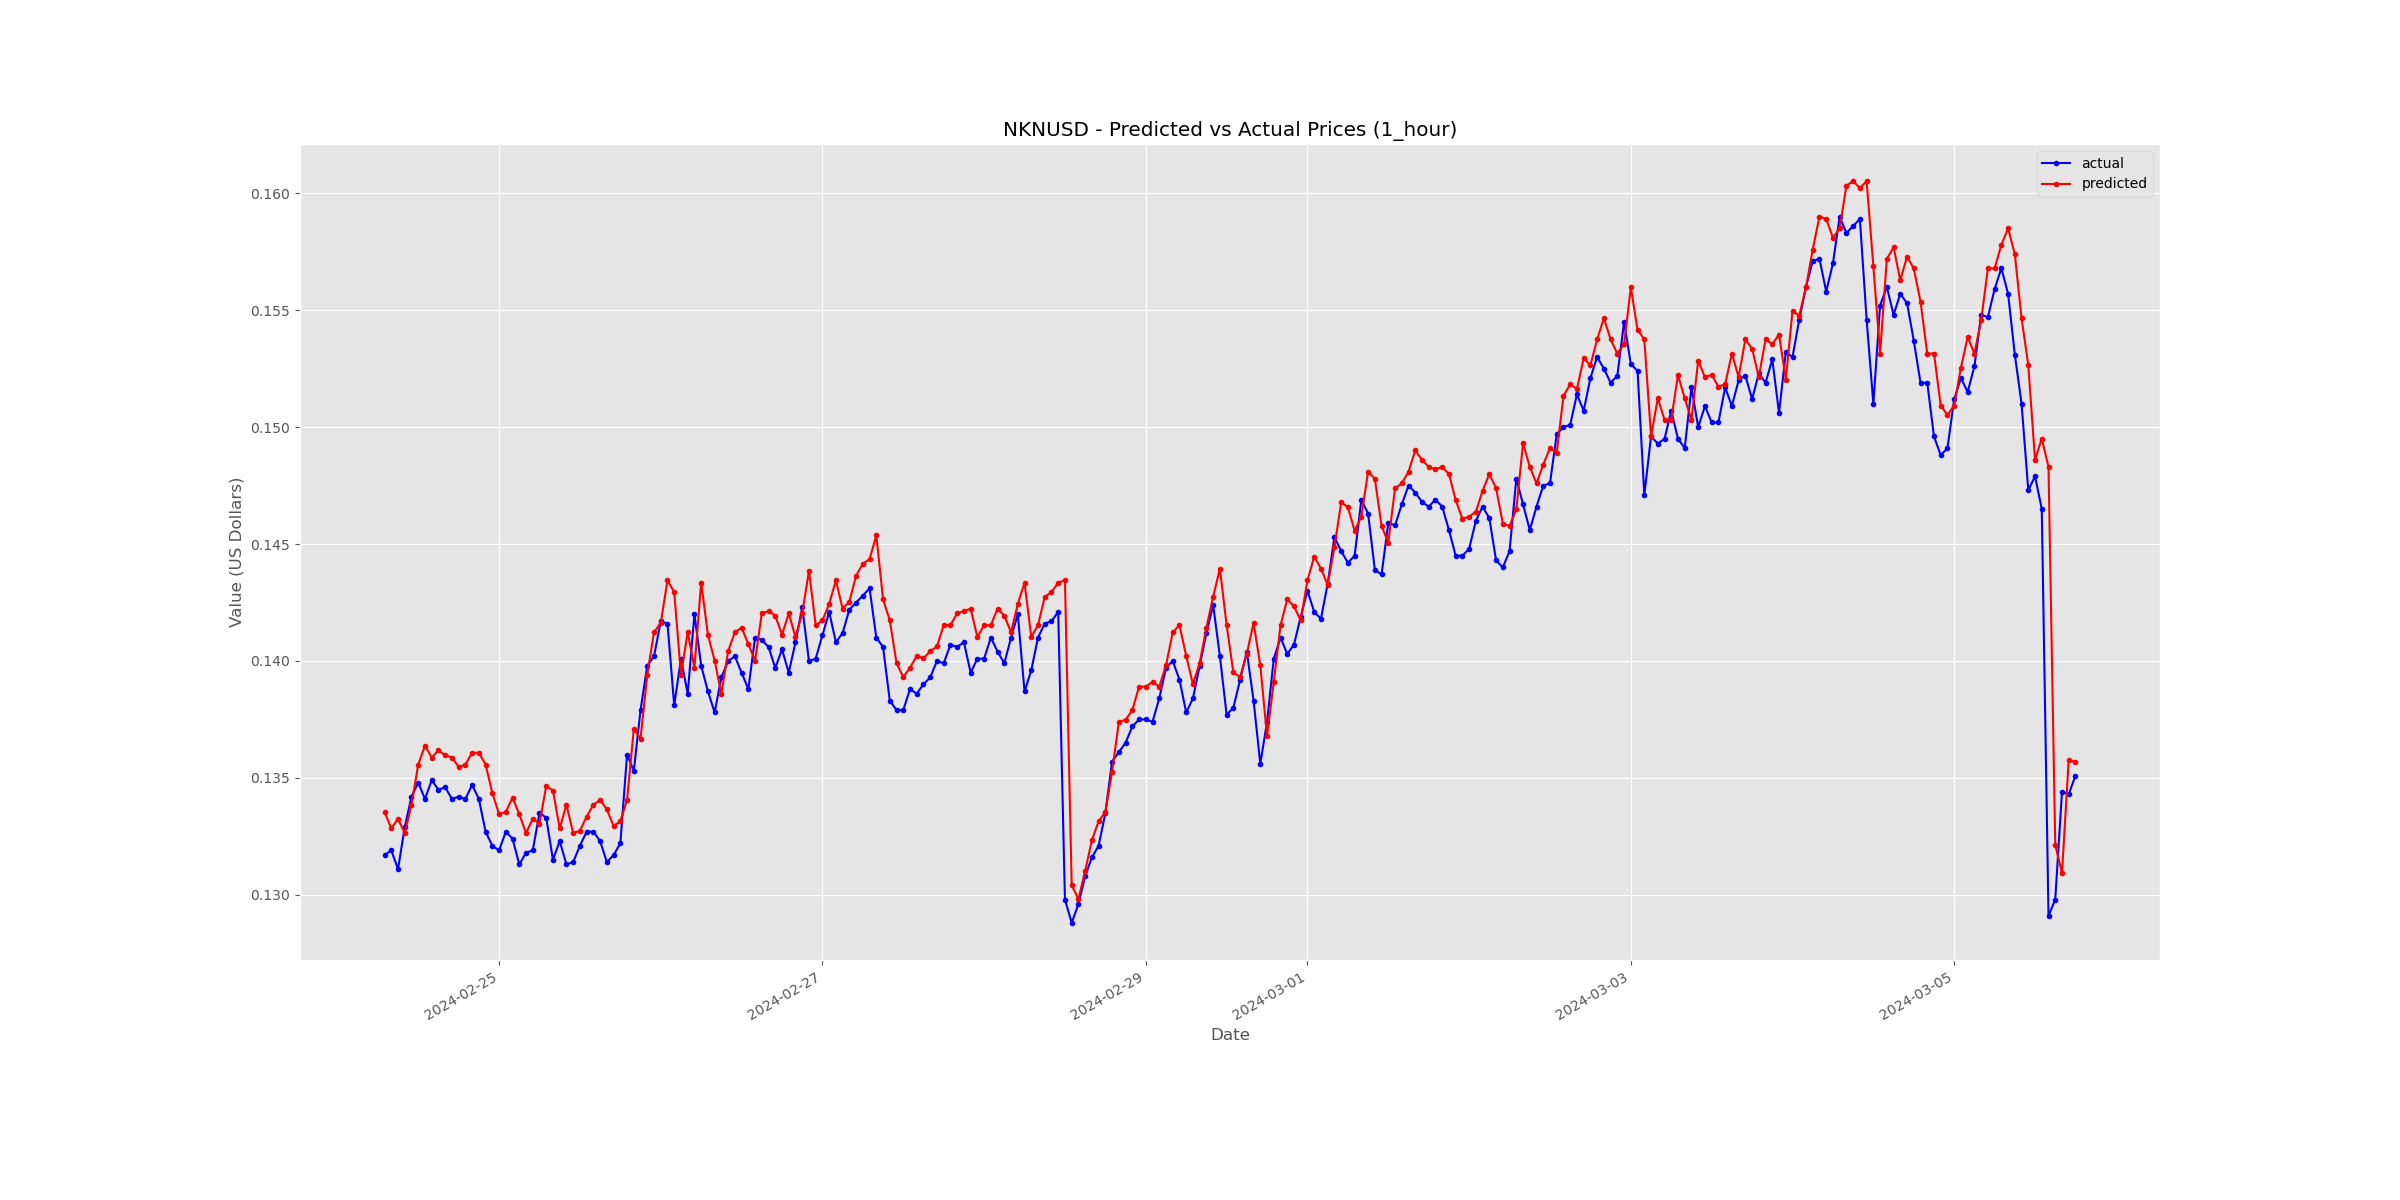 NKNUSD - Predicted vs Actual Prices (1_hour)
actual
predicted
0.160
0.155
0.150
0.145
0.140
0.135
0.130
Value (US Dollars)
2024-02-25
2024-02-27
2024-02-29
2024-03-01
2024-03-03
2024-03-05
Date